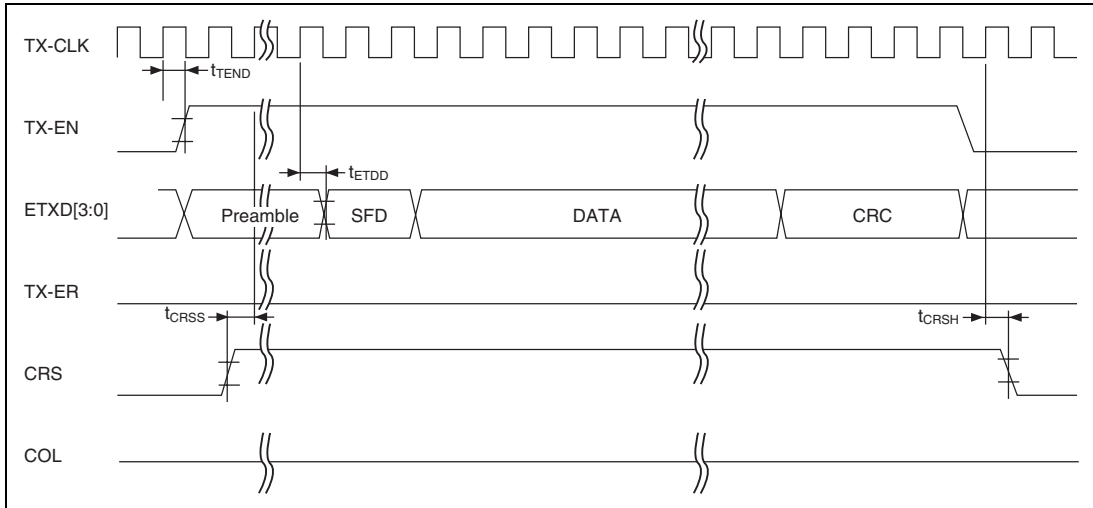 TX-CLK
tTEND
TX-EN
tETDD
ETXD[3:0]
Preamble SFD DATA CRC
TX-ER
tCRSS tCRSH
CRS
COL